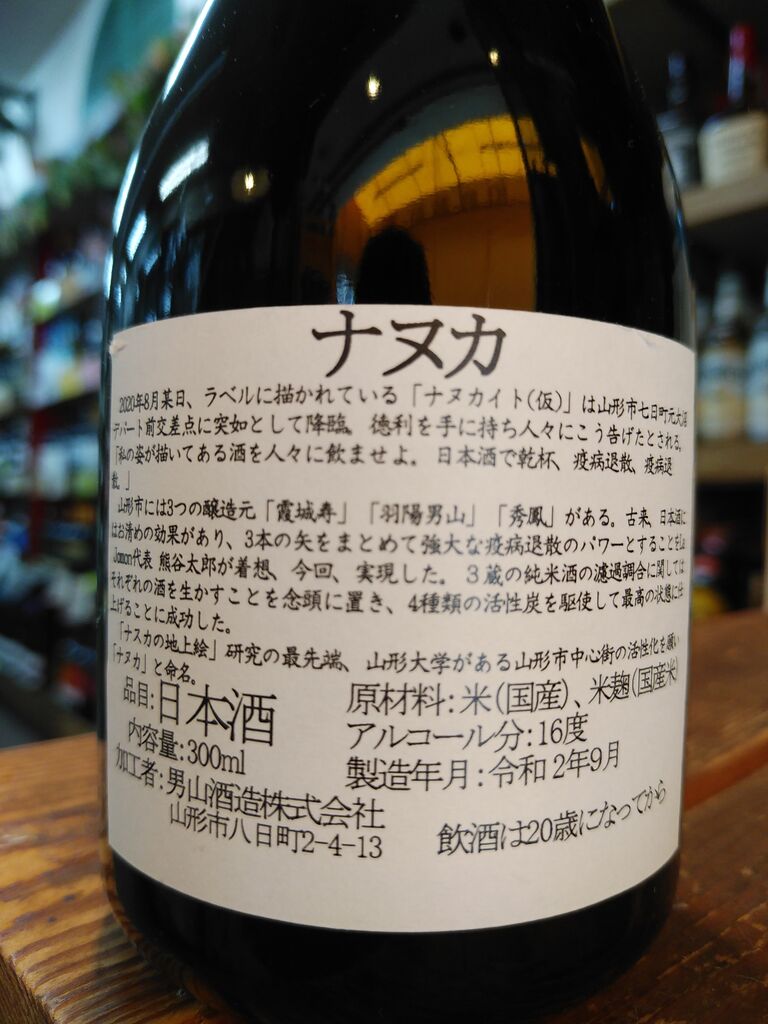 ナヌカ
2020年8月某日、ラベルに描かれている「ナヌカイト(仮)」は山形市七日町元大沼
デパート前交差点に突如として降臨。徳利を手に持ち人々にこう告げたとされる。
「私の姿が描いてある酒を人々に飲ませよ。日本酒で乾杯、疫病退散、疫病退
散。」
山形市には3つの醸造元「霞城寿」「羽陽男山」「秀鳳」がある。古来、日本酒に
はお清めの効果があり、3本の矢をまとめて強大な疫病退散のパワーとすることを
Jomon代表 熊谷太郎が着想、今回、実現した。3蔵の純米酒の濾過調合に関しては
それぞれの酒を生かすことを念頭に置き、4種類の活性炭を駆使して最高の状態に仕
上げることに成功した。
「ナスカの地上絵」研究の最先端、山形大学がある山形市中心街の活性化を願い
「ナヌカ」と命名。
品目:日本酒
内容量:300ml
加工者:男山酒造株式会社
山形市八日町2-4-13
原材料:米(国産)、米麹(国産米)
アルコール分:16度
製造年月:令和2年9月
飲酒は20歳になってから